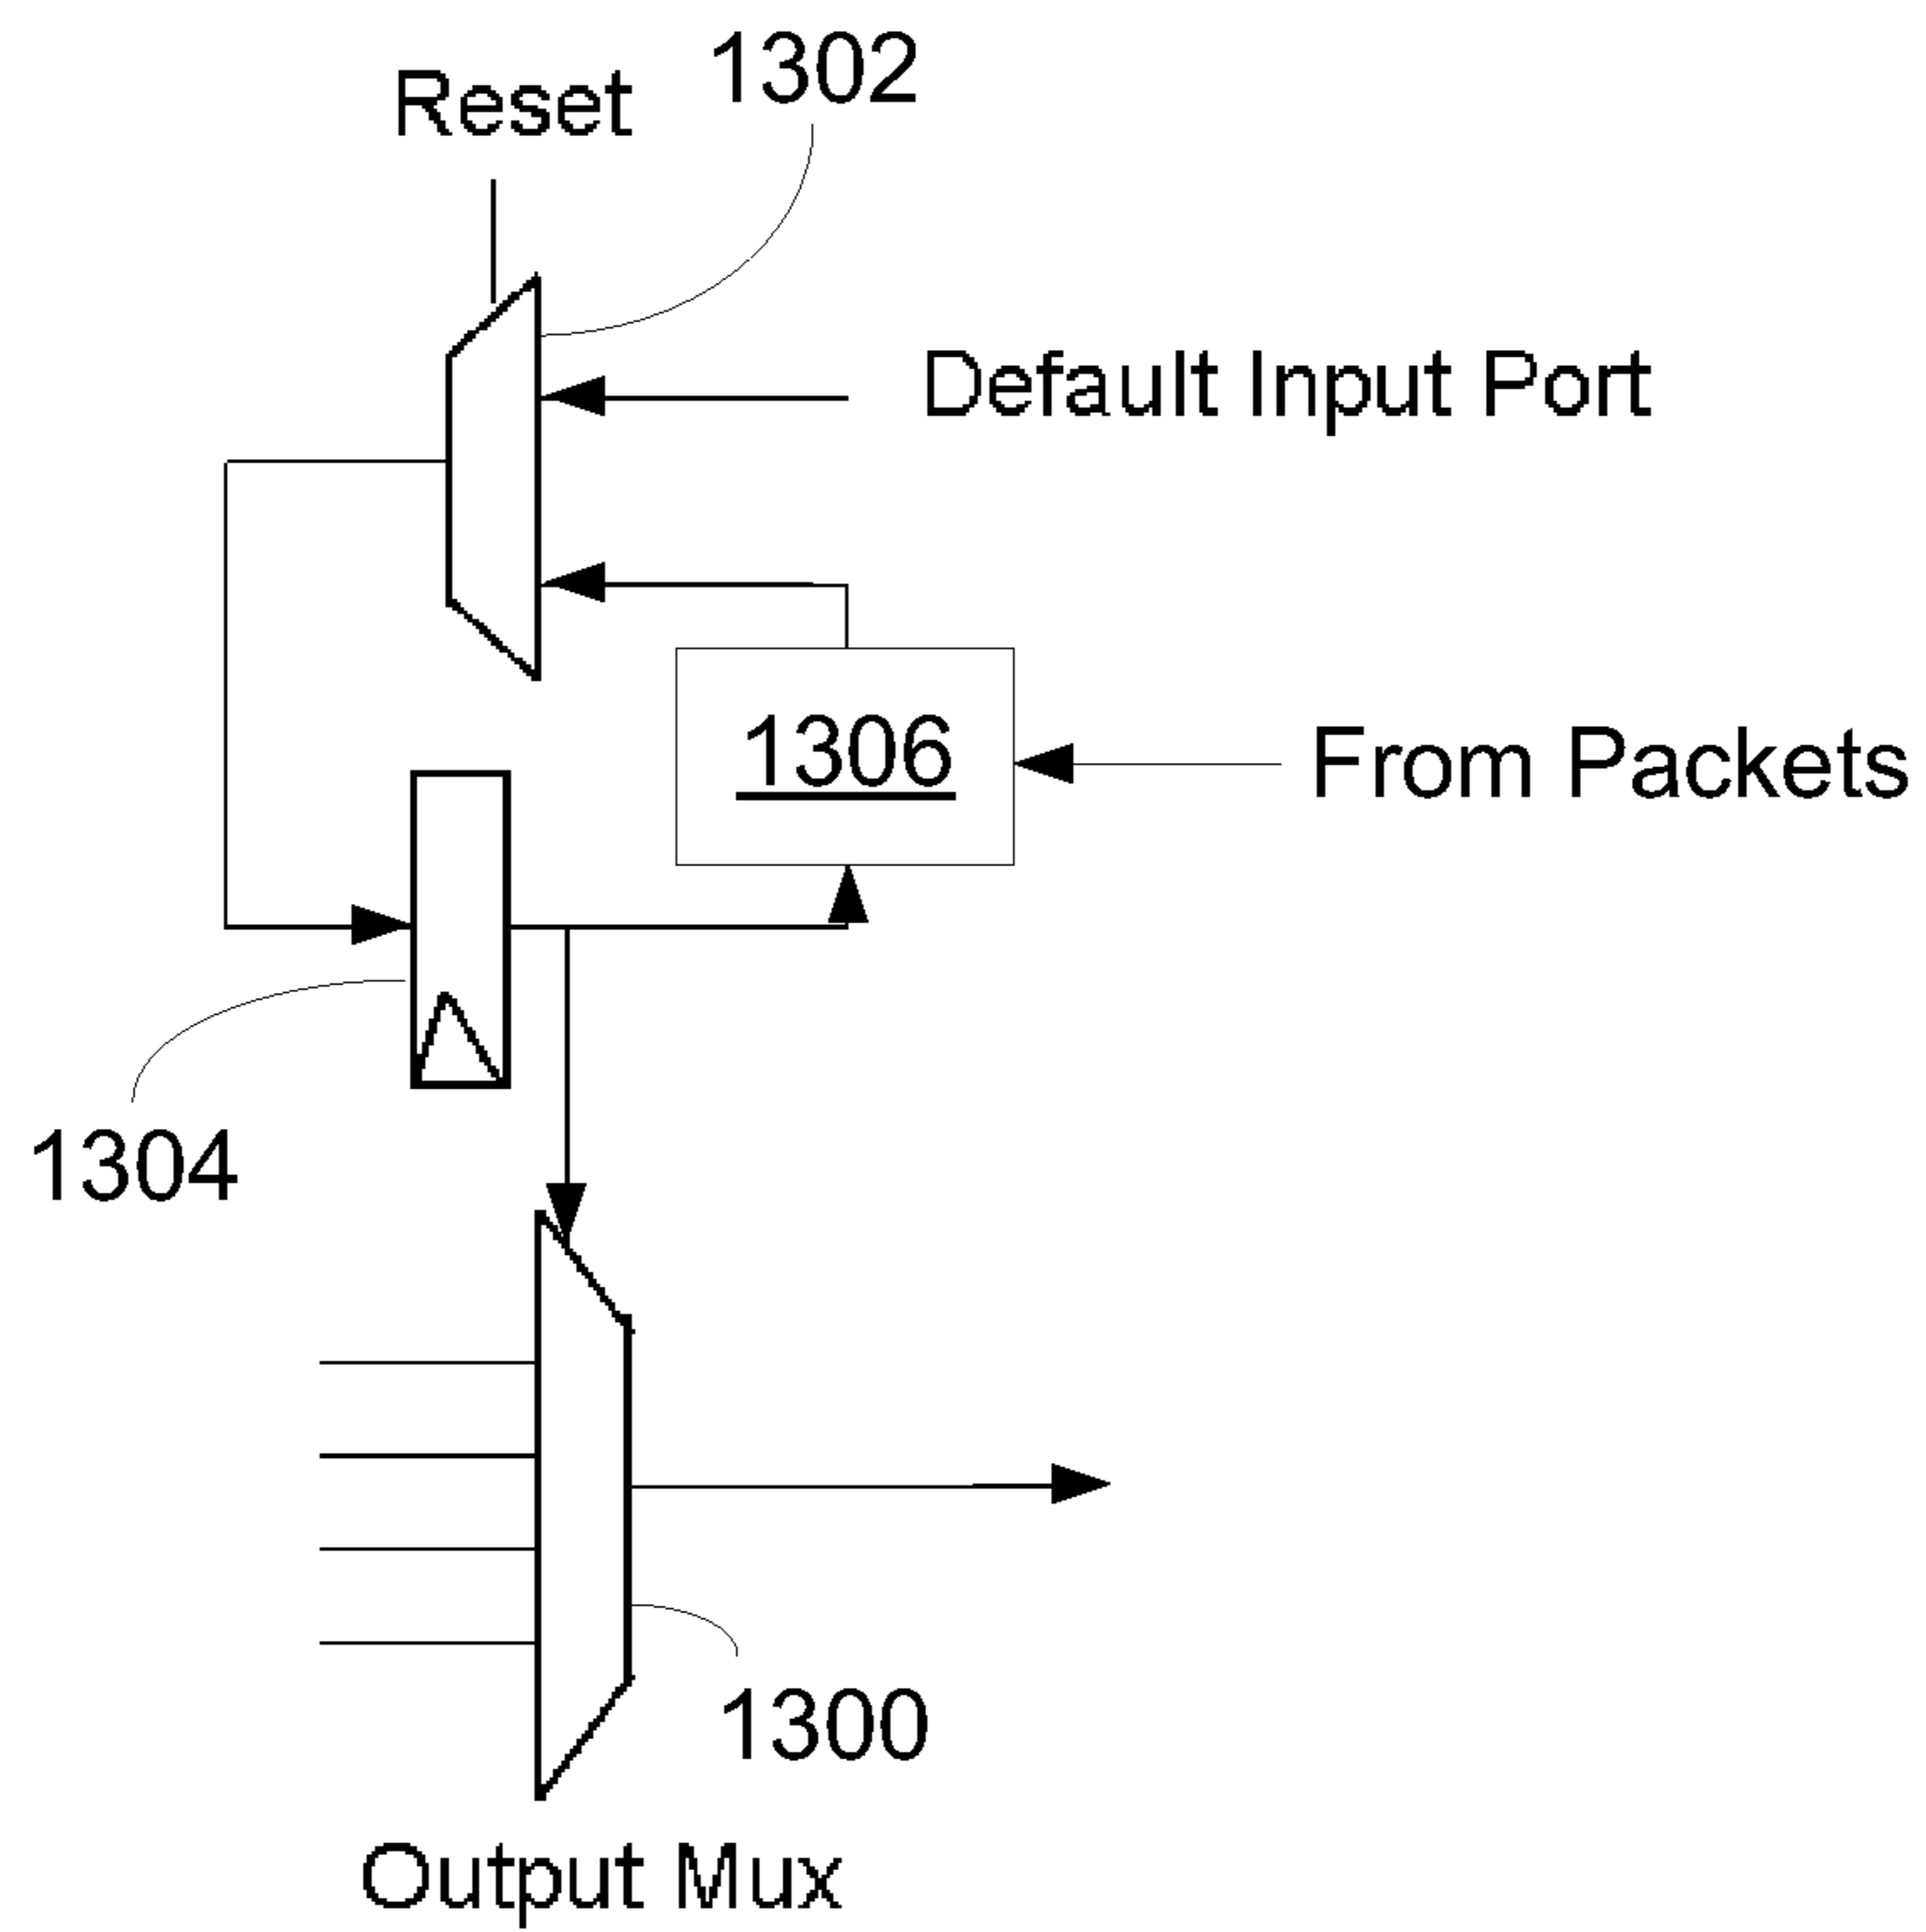 1302
Reset
Default Input Port
1306
From Packets
1304
1300
Output Mux